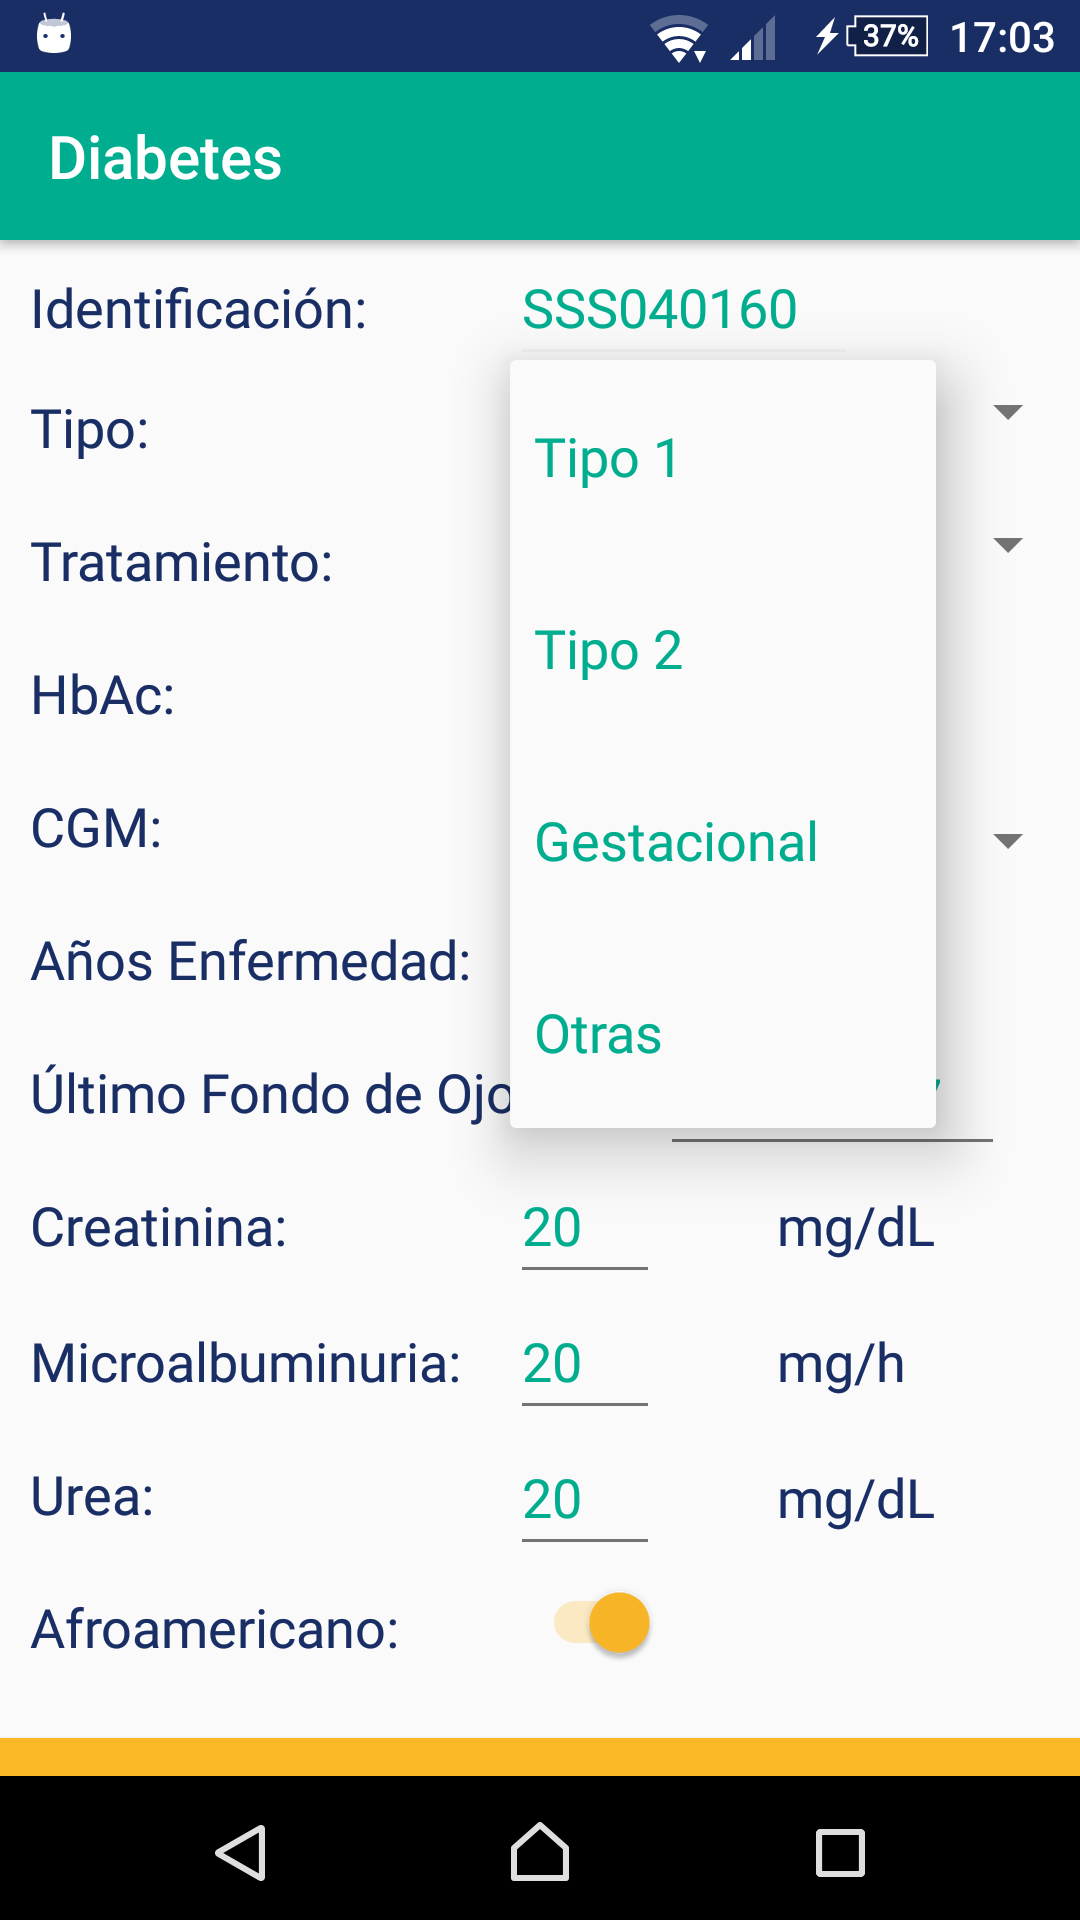 37% 17:03
Diabetes
Identificación: SSS040160
Tipo:
Tipo 1
Tratamiento:
Tipo 2
HbAc:
CGM:
Gestacional
Años Enfermedad:
Otras
Último Fondo de Ojo
Creatinina: 20 mg/dL
Microalbuminuria: 20 mg/h
Urea: 20 mg/dL
Afroamericano: